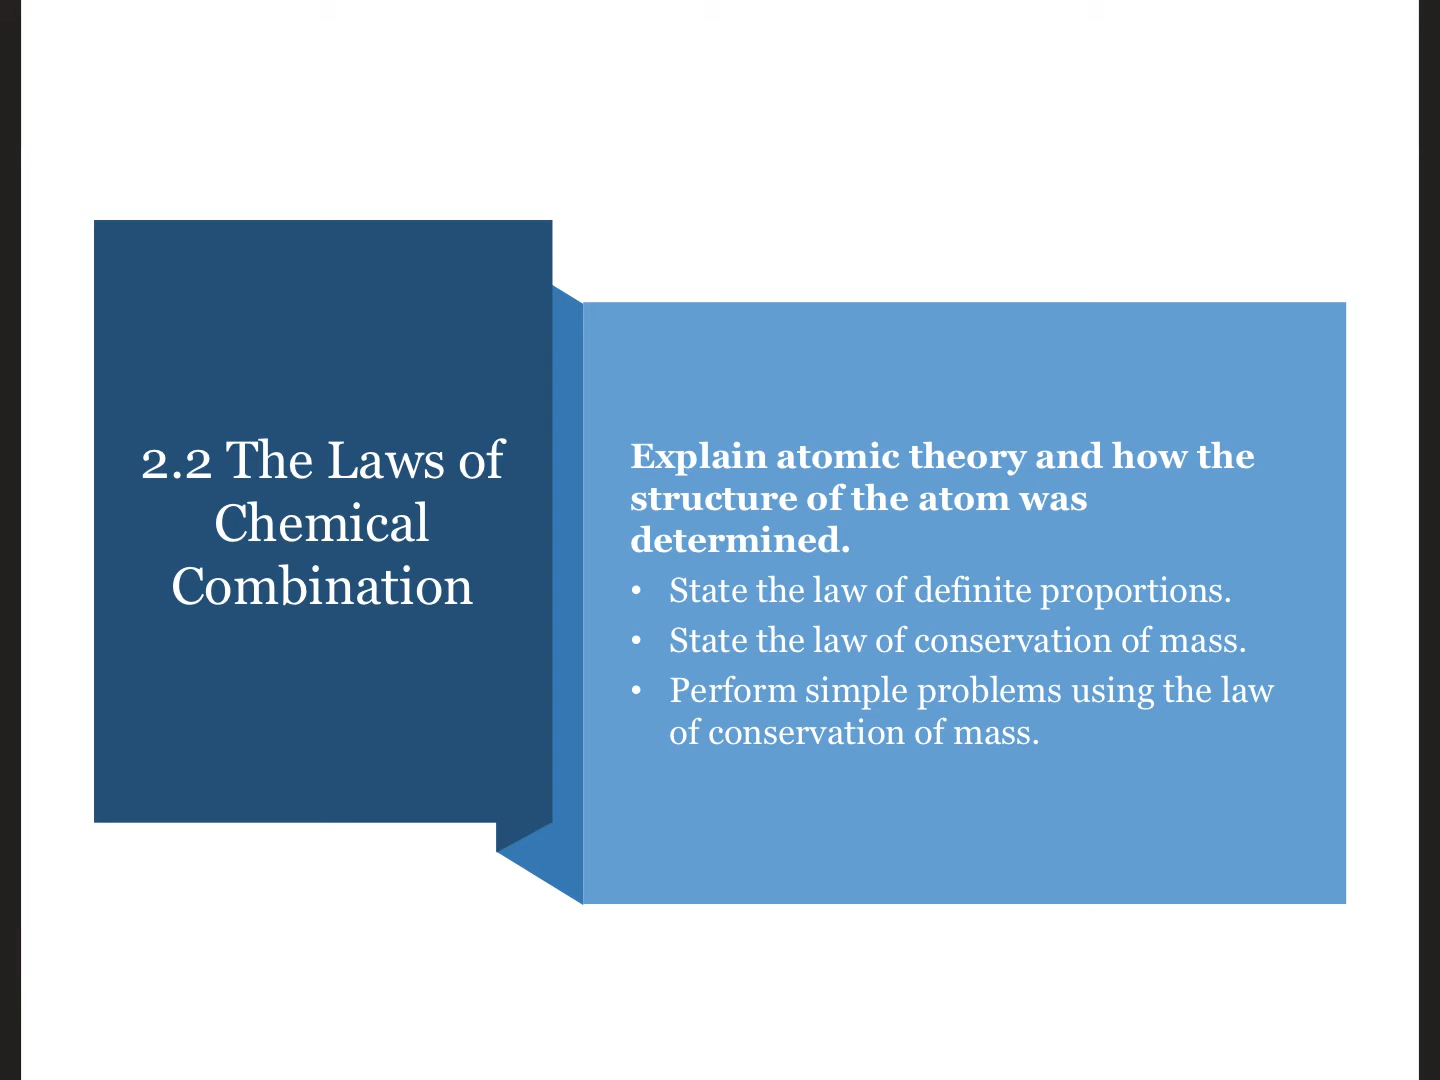 2.2 The Laws of
Chemical
Combination
Explain atomic theory and how the
structure of the atom was
determined.
• State the law of definite proportions.
• State the law of conservation of mass.
• Perform simple problems using the law
of conservation of mass.